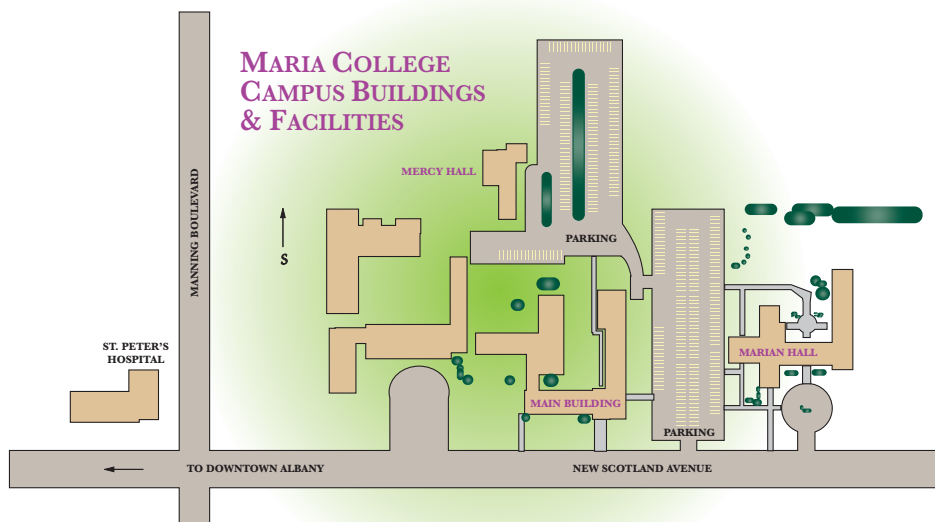 MARIA COLLEGE
CAMPUS BUILDINGS
& FACILITIES
MERCY HALL
MANNING BOULEVARD
S
PARKING
ST. PETER'S
HOSPITAL
MARIAN HALL
MAIN BUILDING
PARKING
TO DOWNTOWN ALBANY
NEW SCOTLAND AVENUE